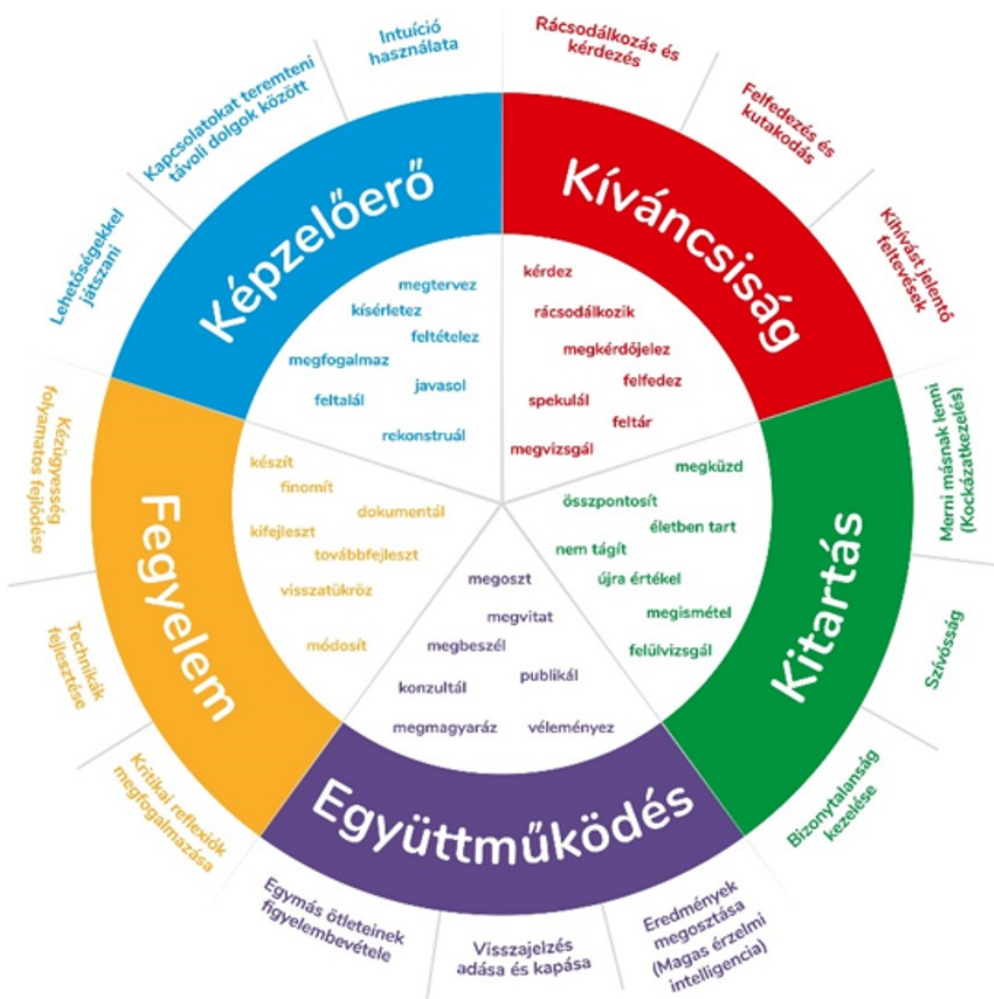 Intuíció
használata
Rácsodálkozás és
kérdezés
Kapcsolatokat teremteni
távoli dolgok között
Felfedezés és
kutakodás
Lehetőségekkel
játszani
Kihívást jelentő
feltevések
Képzelőerő
Kíváncsiság
megtervez
kísérletez
feltételez
megfogalmaz
javasol
feltalál
rekonstruál
kérdez
rácsodálkozik
megkérdőjelez
felfedez
spekulál
feltár
megvizsgál
Kézügyesség
folyamatos fejlődése
Technikák
fejlesztése
Kritikai reflexiók
megfogalmazása
Fegyelem
készít
finomít
dokumentál
kifejleszt
továbbfejleszt
visszatükröz
módosít
megküzd
összpontosít
életben tart
nem tágít
újra értékel
megismétel
felülvizsgál
Kitartás
Merni másnak lenni
(Kockázatkezelés)
Szívósság
Bizonytalanság
kezelése
megoszt
megvitat
megbeszél
publikál
konzultál
megmagyaráz
véleményez
Együttműködés
Egymás ötleteinek
figyelembevétele
Visszajelzés
adása és kapása
Eredmények
megosztása
(Magas érzelmi
intelligencia)